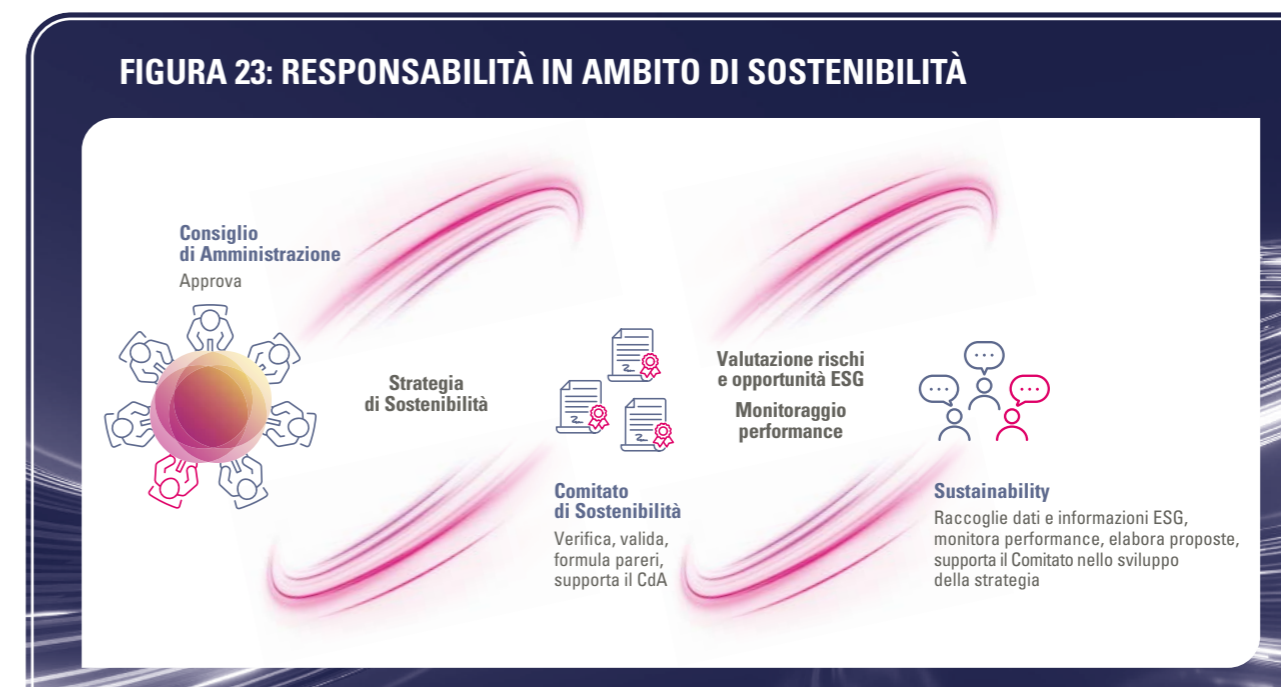 FIGURA 23: RESPONSABILITÀ IN AMBITO DI SOSTENIBILITÀ
Consiglio
di Amministrazione
Approva
Strategia
di Sostenibilità
Comitato
di Sostenibilità
Verifica, valida,
formula pareri,
supporta il CdA
Valutazione rischi
e opportunità ESG
Monitoraggio
performance
Sustainability
Raccoglie dati e informazioni ESG,
monitora performance, elabora proposte,
supporta il Comitato nello sviluppo
della strategia